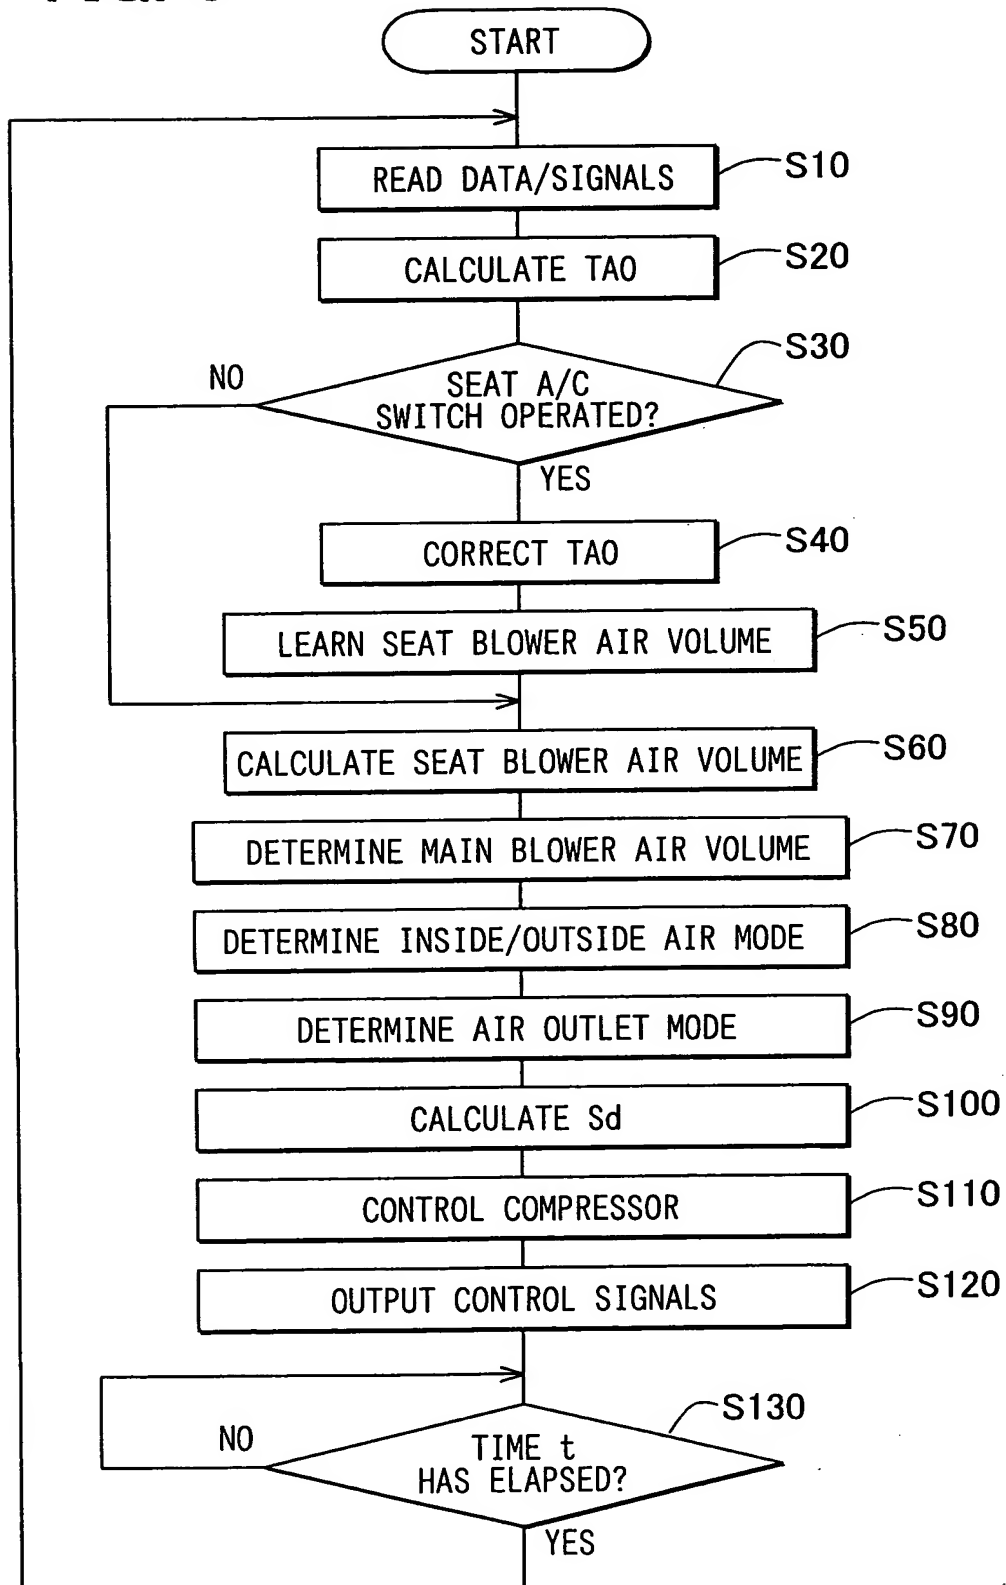 START
READ DATA/SIGNALS
S10
CALCULATE TAO
S20
S30
NO
SEAT A/C
SWITCH OPERATED?
YES
CORRECT TAO
S40
LEARN SEAT BLOWER AIR VOLUME
S50
CALCULATE SEAT BLOWER AIR VOLUME
S60
DETERMINE MAIN BLOWER AIR VOLUME
S70
DETERMINE INSIDE/OUTSIDE AIR MODE
S80
DETERMINE AIR OUTLET MODE
S90
CALCULATE Sd
S100
CONTROL COMPRESSOR
S110
OUTPUT CONTROL SIGNALS
S120
S130
NO
TIME t
HAS ELAPSED?
YES